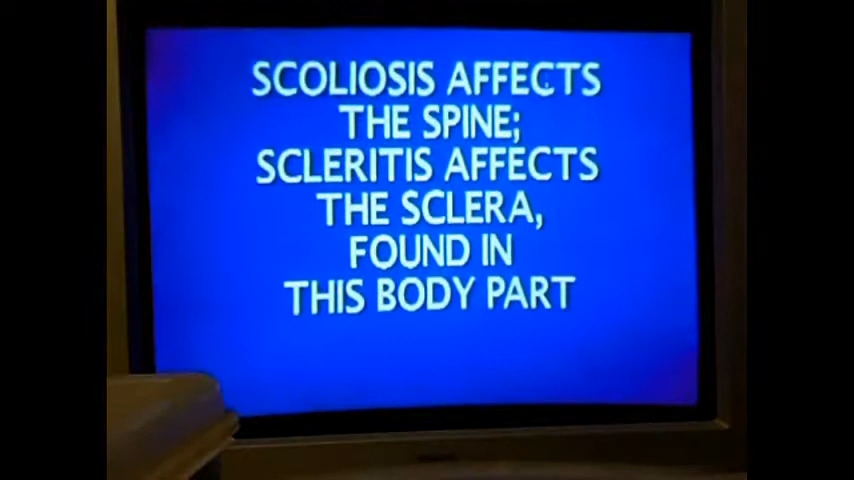 SCOLIOSIS AFFECTS
THE SPINE;
SCLERITIS AFFECTS
THE SCLERA,
FOUND IN
THIS BODY PART